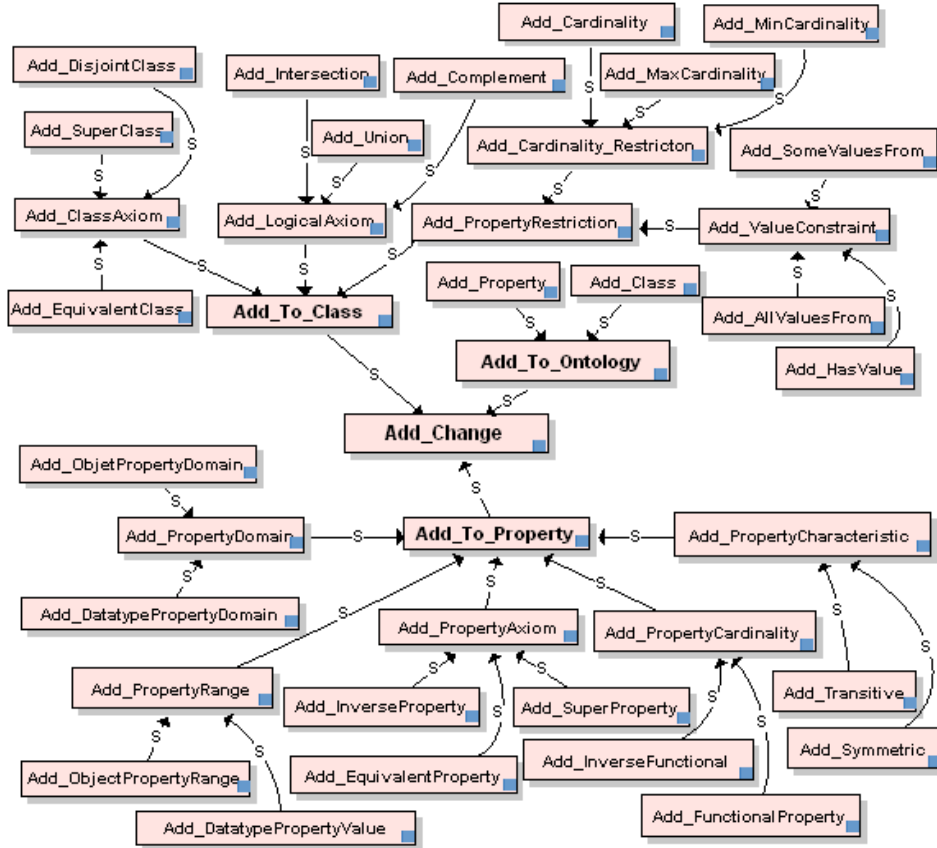 Add_Cardinality
Add_MinCardinality
Add_DisjointClass
Add_Intersection
Add_Complement
Add_MaxCardinality
S
S
S
Add_SuperClass
Add_Union
Add_Cardinality_Restricton
Add_SomeValuesFrom
S
S
S
S
S
S
S
Add_ClassAxiom
Add_LogicalAxiom
Add_PropertyRestriction
S
Add_ValueConstraint
S
S
S
S
S
S
Add_EquivalentClass
Add_To_Class
Add_Property
Add_Class
Add_AllValuesFrom
S
S
Add_To_Ontology
Add_HasValue
S
S
Add_Change
Add_ObjetPropertyDomain
S
S
Add_PropertyDomain
S
Add_To_Property
S
Add_PropertyCharacteristic
S
Add_DatatypePropertyDomain
S
S
S
Add_PropertyAxiom
Add_PropertyCardinality
S
S
Add_PropertyRange
S
S
S
S
S
Add_InverseProperty
Add_SuperProperty
Add_Transitive
S
S
S
Add_ObjectPropertyRange
Add_EquivalentProperty
Add_InverseFunctional
Add_Symmetric
Add_DatatypePropertyValue
Add_FunctionalProperty